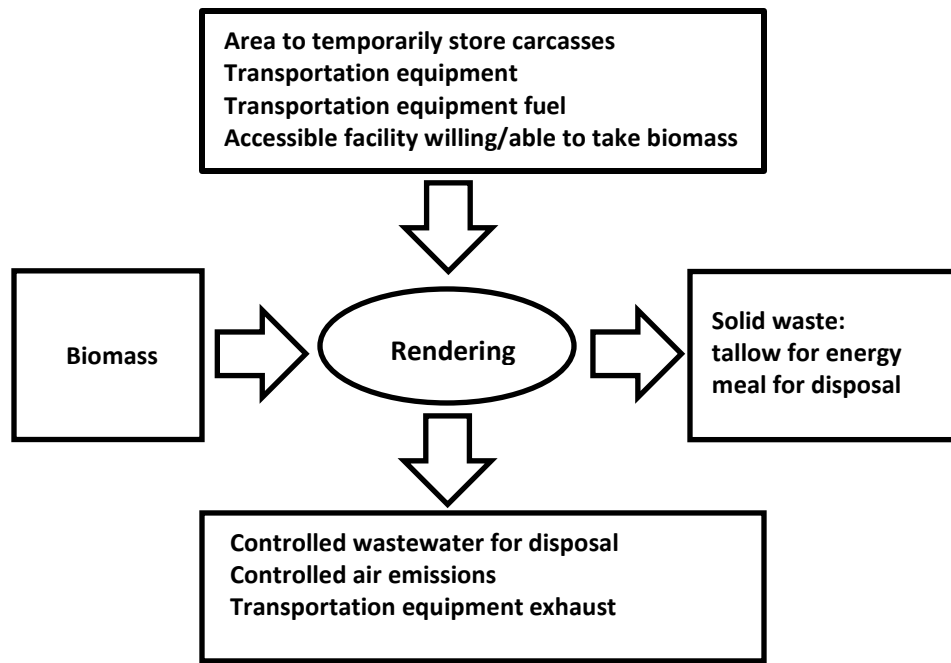 Area to temporarily store carcasses
Transportation equipment
Transportation equipment fuel
Accessible facility willing/able to take biomass
Biomass
Rendering
Solid waste:
tallow for energy
meal for disposal
Controlled wastewater for disposal
Controlled air emissions
Transportation equipment exhaust